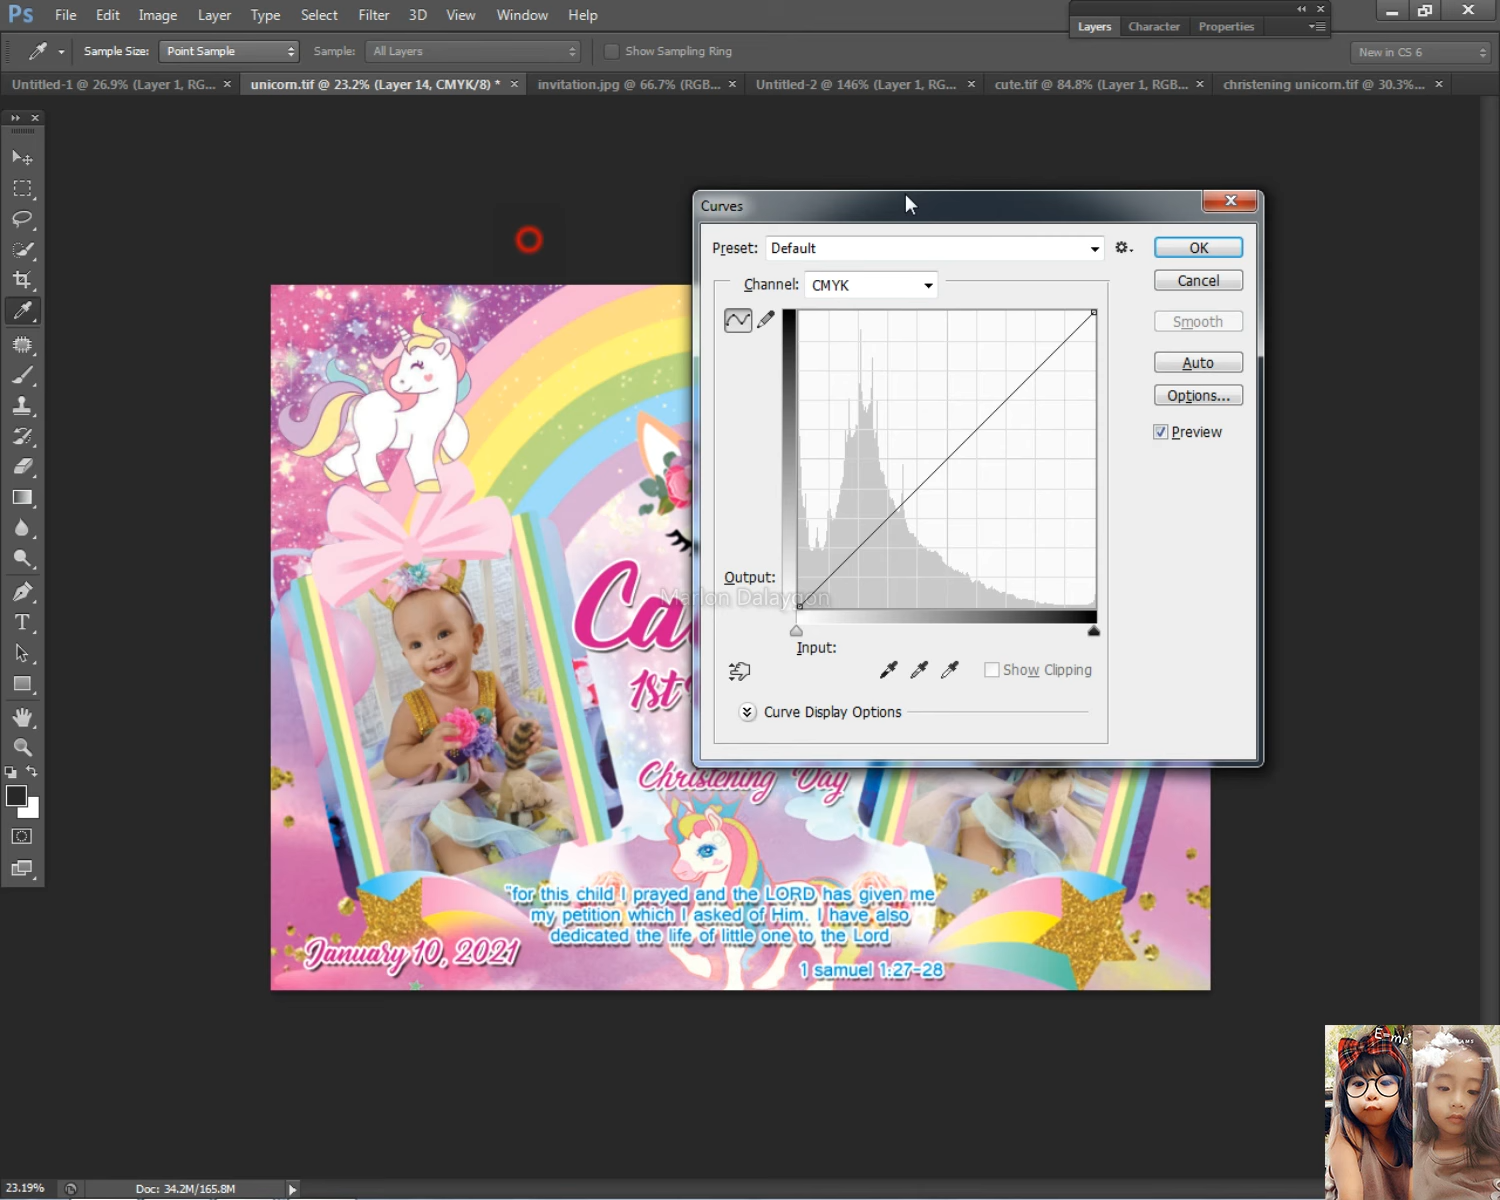 Ps File Edit Image Layer Type Select Filter 3D View Window Help
Layers Character Properties
Sample Size: Point Sample Sample: All Layers Show Sampling Ring New in CS 6
Untitled-1 @ 26.9% (Layer 1, RG... × unicorn.tif @ 23.2% (Layer 14, CMYK/8) * × invitation.jpg @ 66.7% (RGB... × Untitled-2 @ 146% (Layer 1, RG... × cute.tif @ 84.8% (Layer 1, RGB... × christening unicorn.tif @ 30.3%... ×
Curves
Preset: Default
OK
Channel: CMYK
Cancel
Smooth
Auto
Options...
Preview
Output:
Marlon Dalaygon
Input:
Show Clipping
Curve Display Options
Ca
1st
Christening Day
"for this child I prayed and the LORD has given me
my petition which I asked of Him. I have also
dedicated the life of little one to the Lord
1 samuel 1:27-28
January 10, 2021
E=mc²
23.19% Doc: 34.2M/165.8M